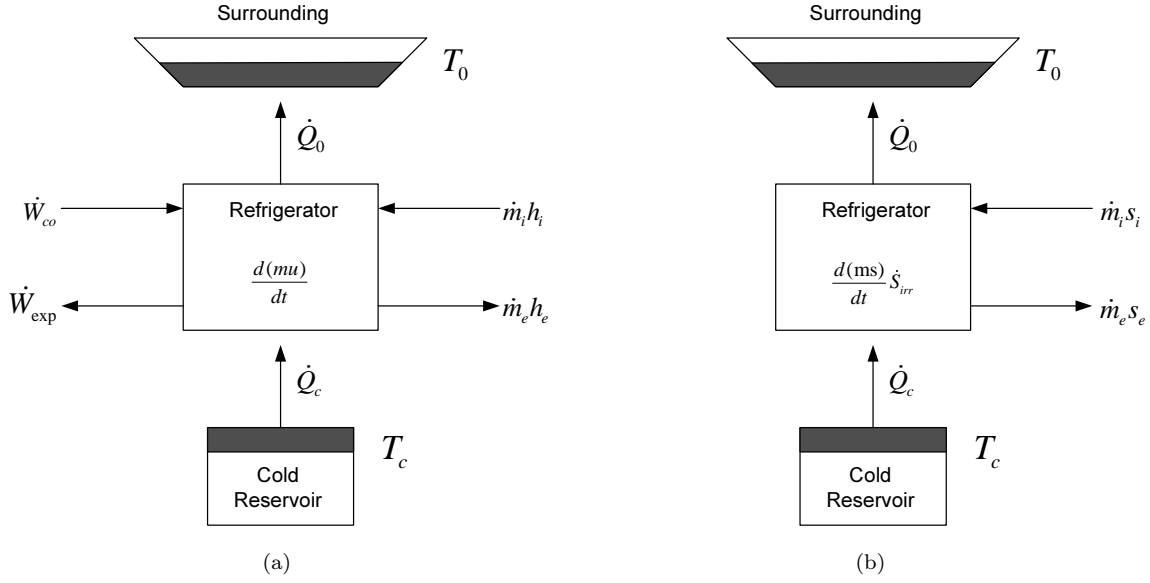 Surrounding
T_0
Q̇_0
Ẇ_co
Refrigerator
ṁ_i h_i
d(mu)
dt
Ẇ_exp
ṁ_e h_e
Q̇_c
T_c
Cold
Reservoir
(a)
Surrounding
T_0
Q̇_0
Refrigerator
ṁ_i s_i
d(ms)
dt
Ṡ_irr
ṁ_e s_e
Q̇_c
T_c
Cold
Reservoir
(b)